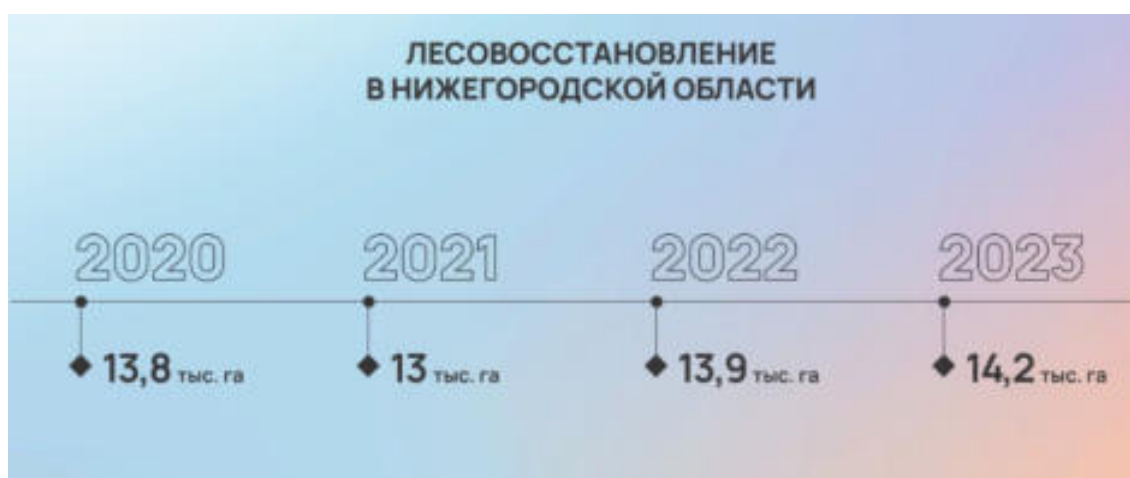 ЛЕСОВОССТАНОВЛЕНИЕ
В НИЖЕГОРОДСКОЙ ОБЛАСТИ
2020 2021 2022 2023
13,8 тыс. га 13 тыс. га 13,9 тыс. га 14,2 тыс. га